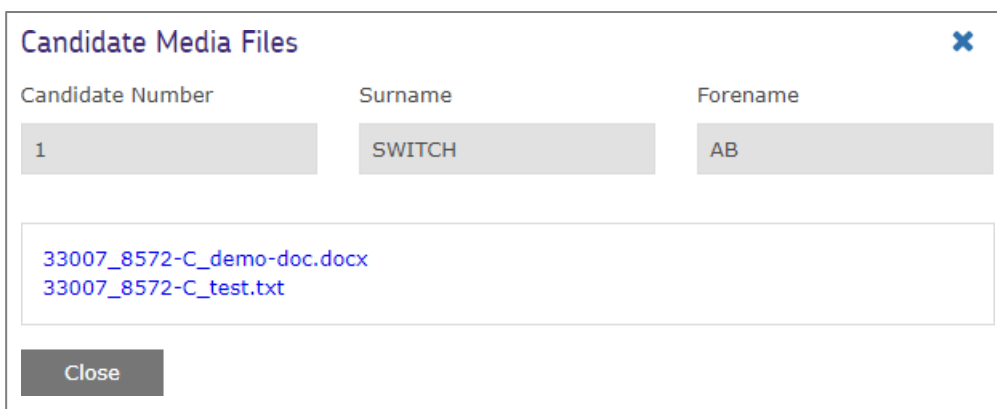 Candidate Media Files
Candidate Number Surname Forename
1 SWITCH AB
33007_8572-C_demo-doc.docx
33007_8572-C_test.txt
Close